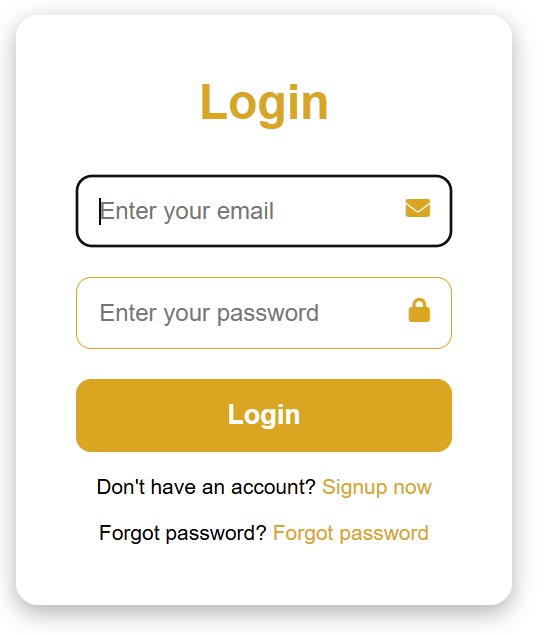 Login
Enter your email
Enter your password
Login
Don't have an account? Signup now
Forgot password? Forgot password